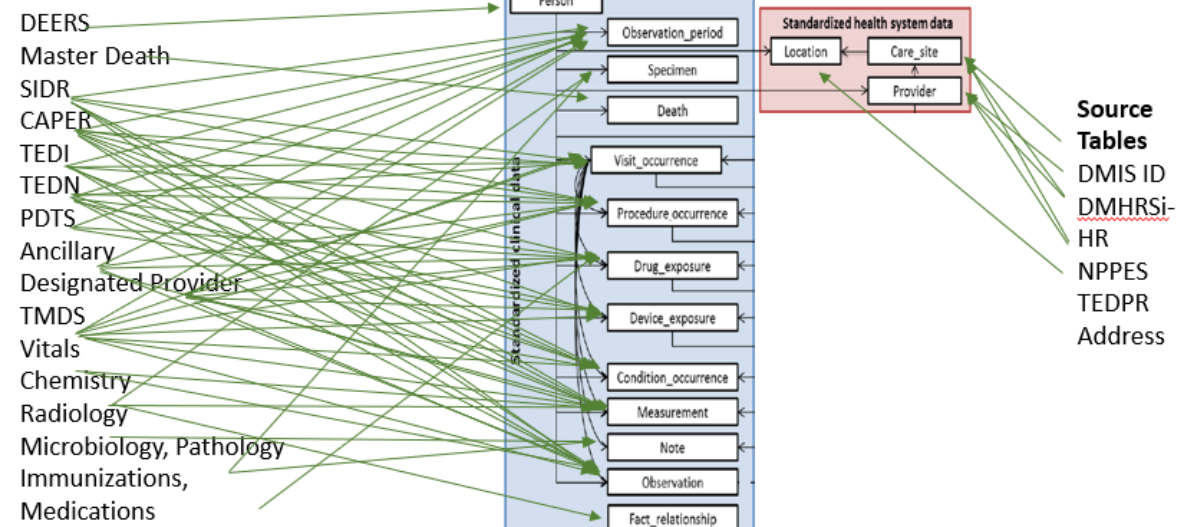 DEERS
Master Death
SIDR
CAPER
TEDI
TEDN
PDTS
Ancillary
Designated Provider
TMDS
Vitals
Chemistry
Radiology
Microbiology, Pathology
Immunizations,
Medications
Person
Standardized clinical data
Observation_period
Specimen
Death
Visit_occurrence
Procedure_occurrence
Drug_exposure
Device_exposure
Condition_occurrence
Measurement
Note
Observation
Fact_relationship
Standardized health system data
Location
Care_site
Provider
Source
Tables
DMIS ID
DMHRSi-
HR
NPPES
TEDPR
Address